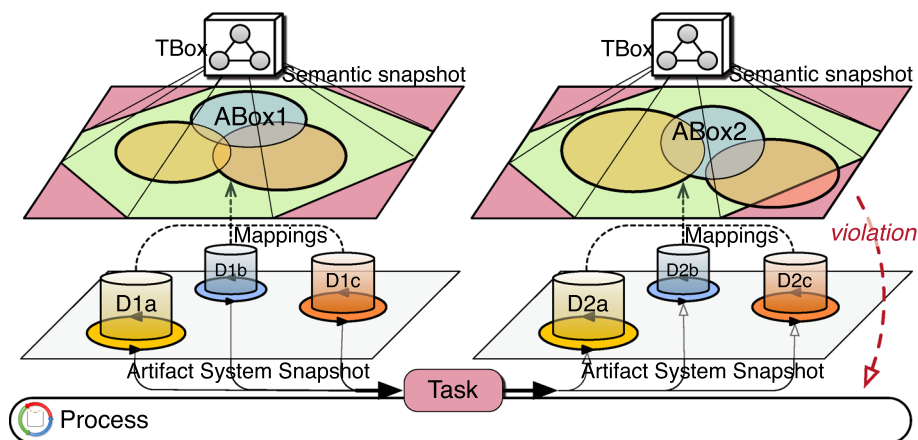 TBox
Semantic snapshot
ABox1
Mappings
D1a
D1b
D1c
Artifact System Snapshot
TBox
Semantic snapshot
ABox2
violation
Mappings
D2a
D2b
D2c
Artifact System Snapshot
Task
Process